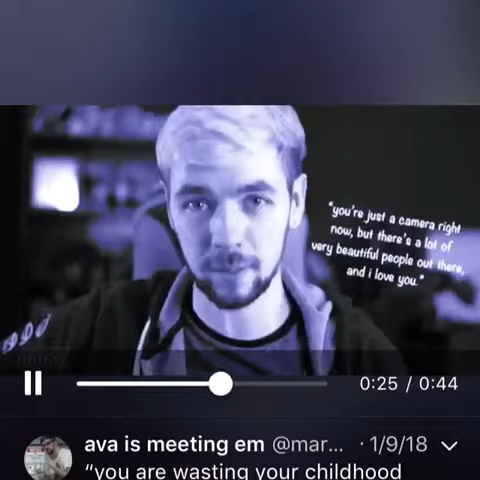 "you're just a camera right
now, but there's a lot of
very beautiful people out there,
and i love you."
0:25 / 0:44
ava is meeting em @mar... · 1/9/18
"you are wasting your childhood